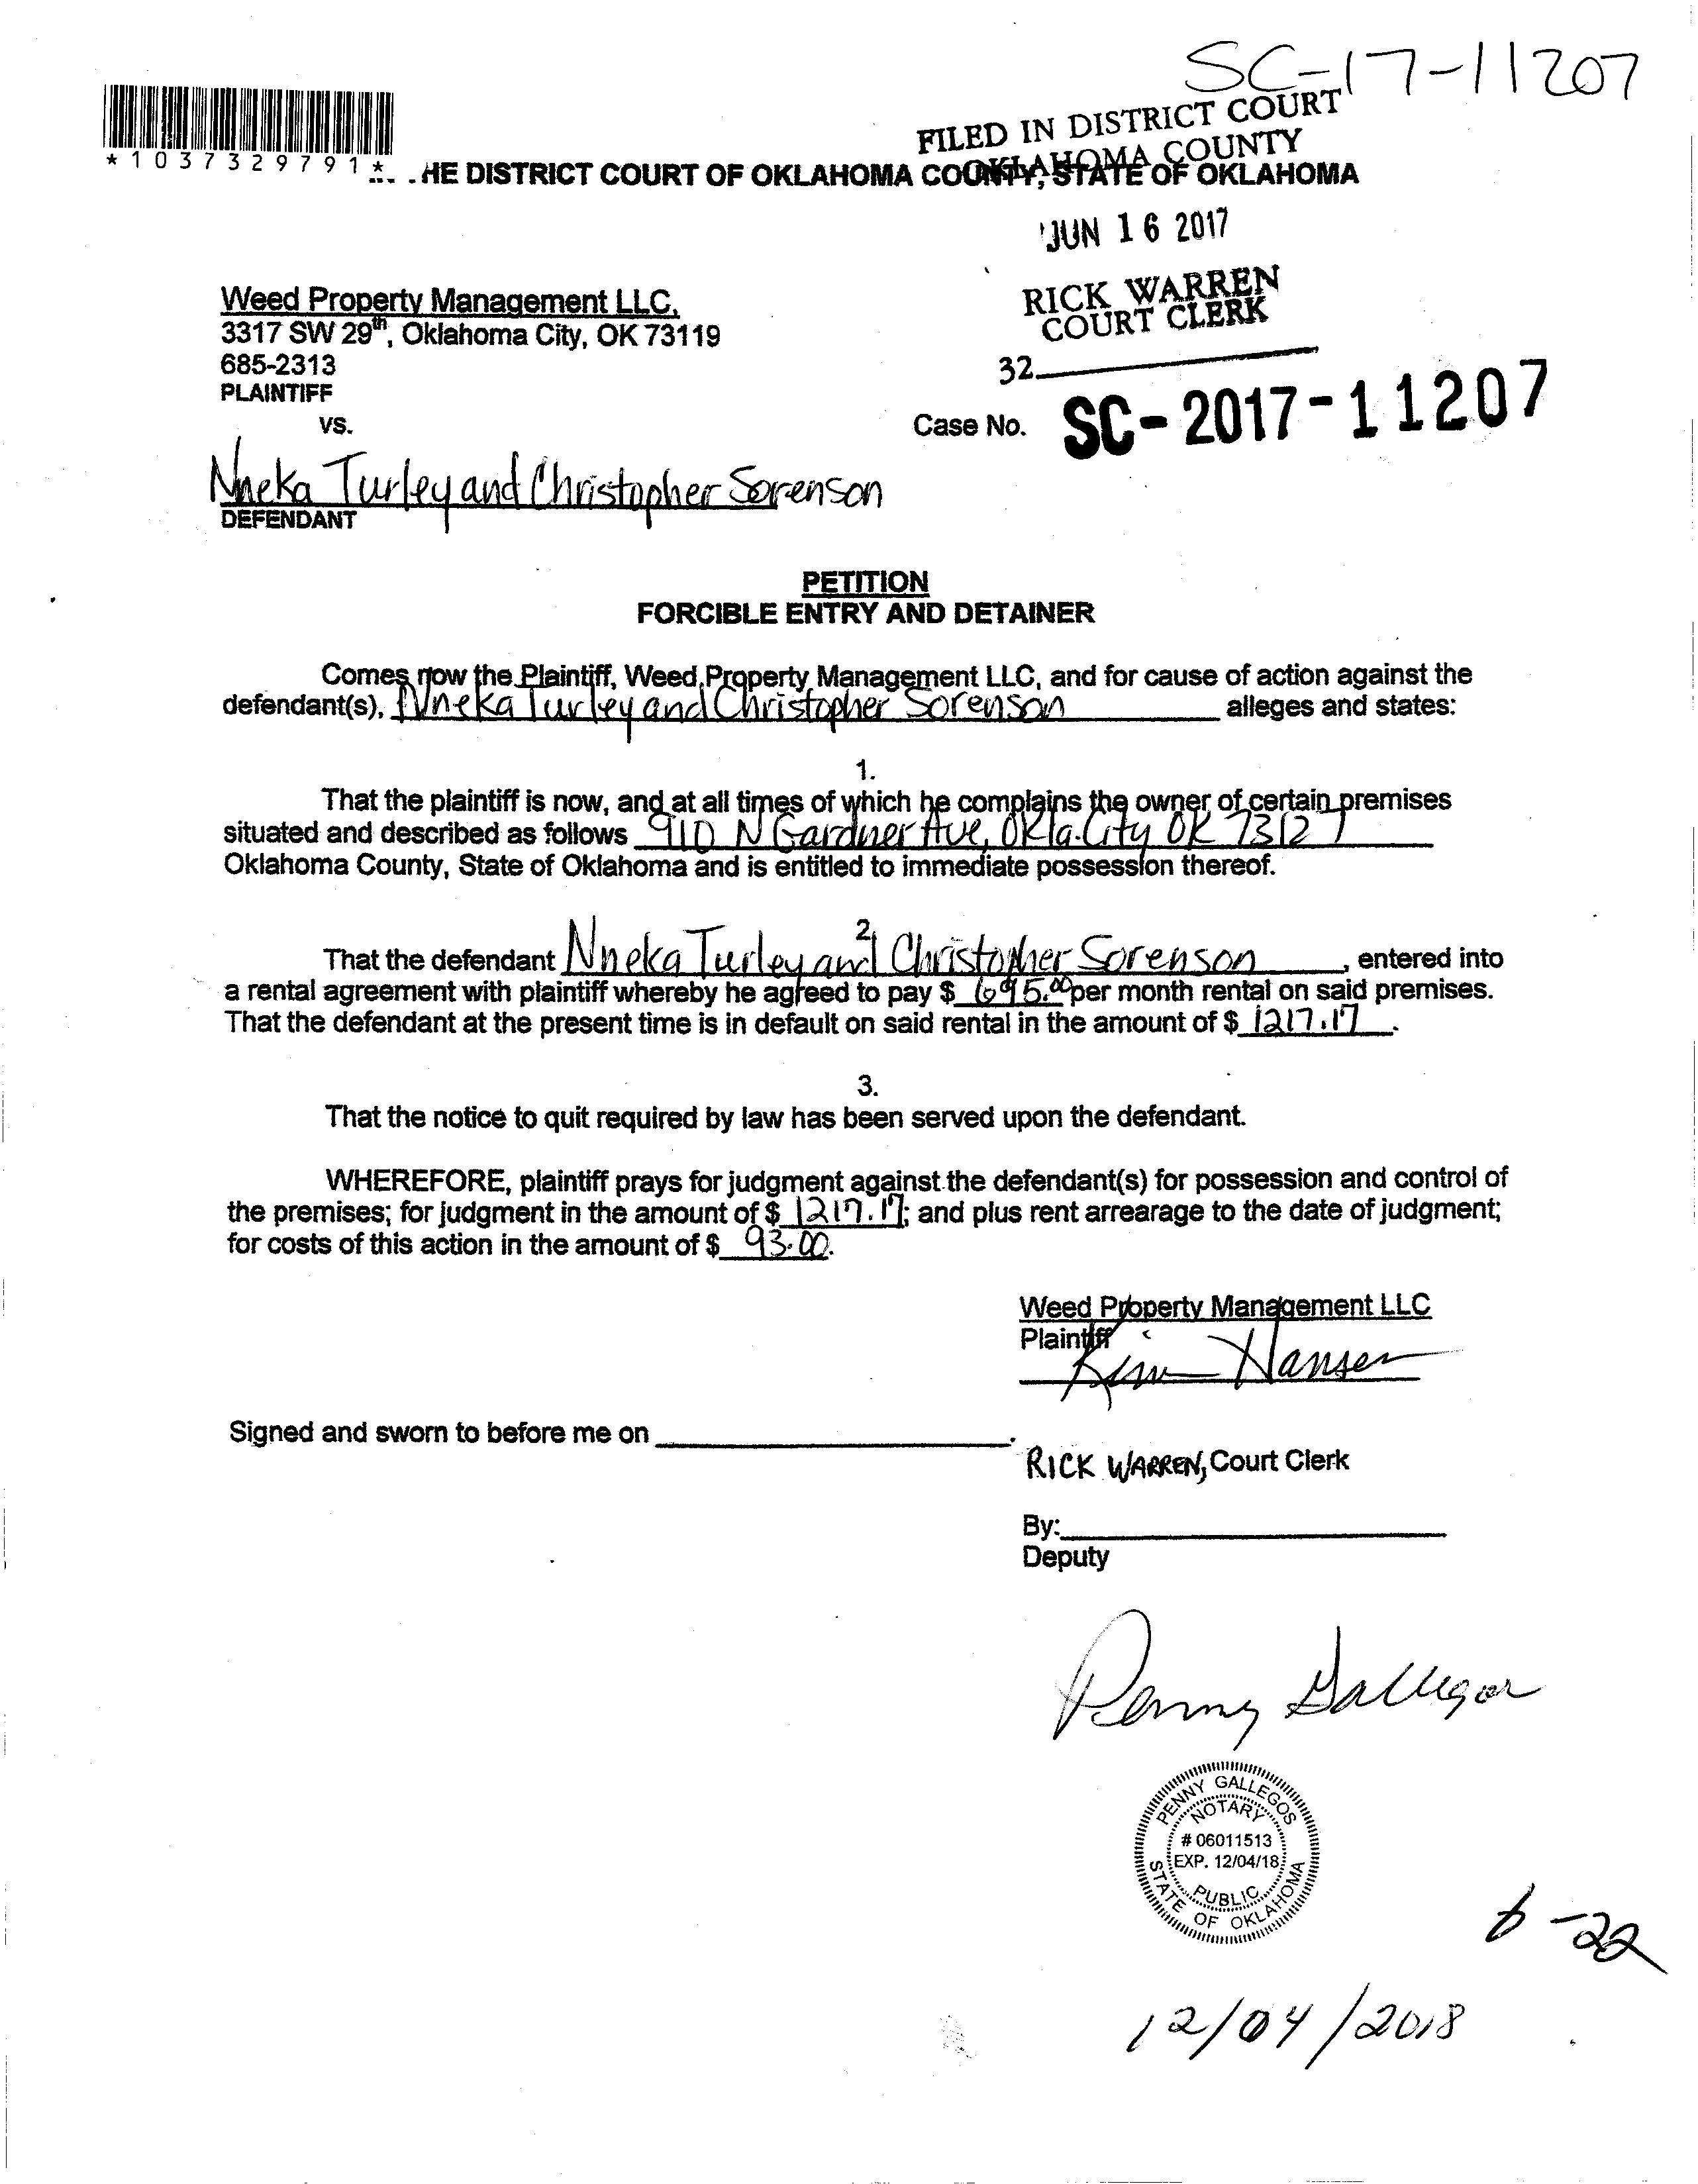 SC-17-11207
FILED IN DISTRICT COURT
OKLAHOMA COUNTY
*1037329791*
HE DISTRICT COURT OF OKLAHOMA COUNTY, STATE OF OKLAHOMA
JUN 16 2017
RICK WARREN
COURT CLERK
32
Weed Property Management LLC,
3317 SW 29th, Oklahoma City, OK 73119
685-2313
PLAINTIFF
vs.
Case No. SC-2017-11207
Nneka Turley and Christopher Sorenson
DEFENDANT
PETITION
FORCIBLE ENTRY AND DETAINER
Comes now the Plaintiff, Weed Property Management LLC, and for cause of action against the
defendant(s), Nneka Turley and Christopher Sorenson alleges and states:
1.
That the plaintiff is now, and at all times of which he complains the owner of certain premises
situated and described as follows 910 N Gardner Ave, Okla. City OK 73127
Oklahoma County, State of Oklahoma and is entitled to immediate possession thereof.
2.
That the defendant Nneka Turley and Christopher Sorenson, entered into
a rental agreement with plaintiff whereby he agreed to pay $ 695.00 per month rental on said premises.
That the defendant at the present time is in default on said rental in the amount of $ 1217.17.
3.
That the notice to quit required by law has been served upon the defendant.
WHEREFORE, plaintiff prays for judgment against the defendant(s) for possession and control of
the premises; for judgment in the amount of $ 1217.17; and plus rent arrearage to the date of judgment;
for costs of this action in the amount of $ 93.00.
Weed Property Management LLC
Plaintiff
Kim Hansen
Signed and sworn to before me on .
RICK WARREN, Court Clerk
By:
Deputy
Penny Gallegos
PENNY GALLEGOS
NOTARY
# 06011513
EXP. 12/04/18
PUBLIC
STATE OF OKLAHOMA
6-22
12/04/2018